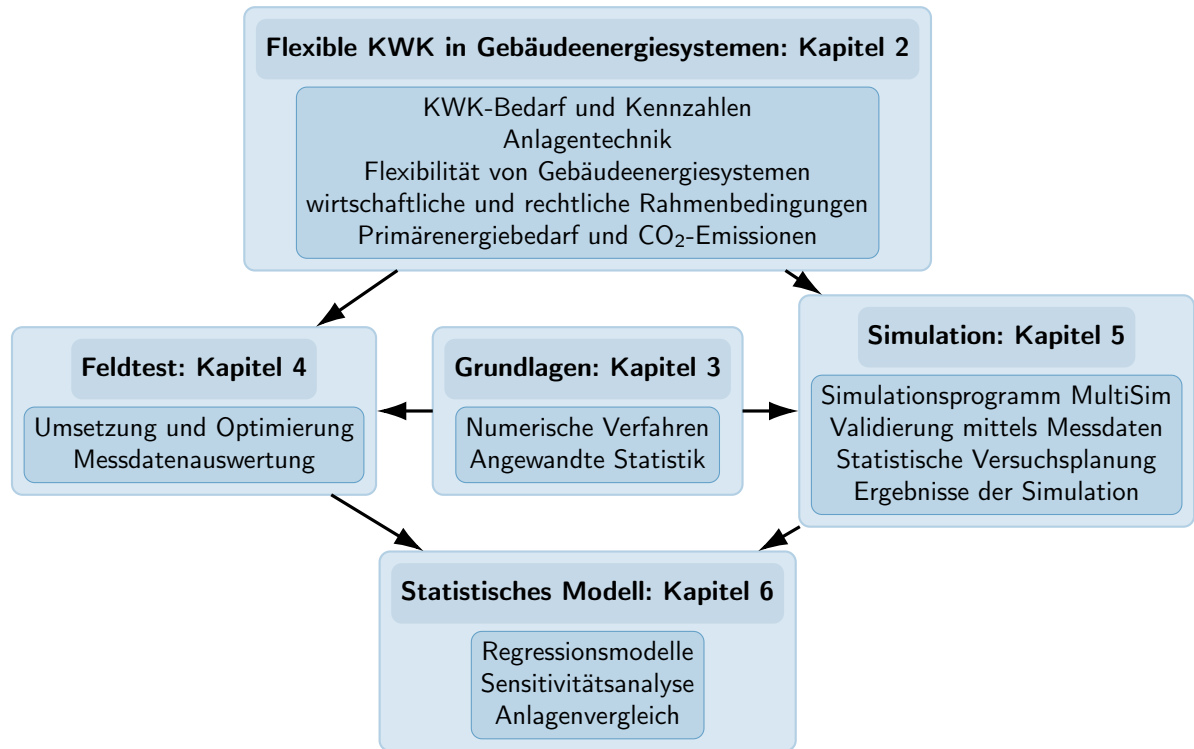 Flexible KWK in Gebäudeenergiesystemen: Kapitel 2
KWK-Bedarf und Kennzahlen
Anlagentechnik
Flexibilität von Gebäudeenergiesystemen
wirtschaftliche und rechtliche Rahmenbedingungen
Primärenergiebedarf und CO₂-Emissionen
Feldtest: Kapitel 4
Umsetzung und Optimierung
Messdatenauswertung
Grundlagen: Kapitel 3
Numerische Verfahren
Angewandte Statistik
Simulation: Kapitel 5
Simulationsprogramm MultiSim
Validierung mittels Messdaten
Statistische Versuchsplanung
Ergebnisse der Simulation
Statistisches Modell: Kapitel 6
Regressionsmodelle
Sensitivitätsanalyse
Anlagenvergleich